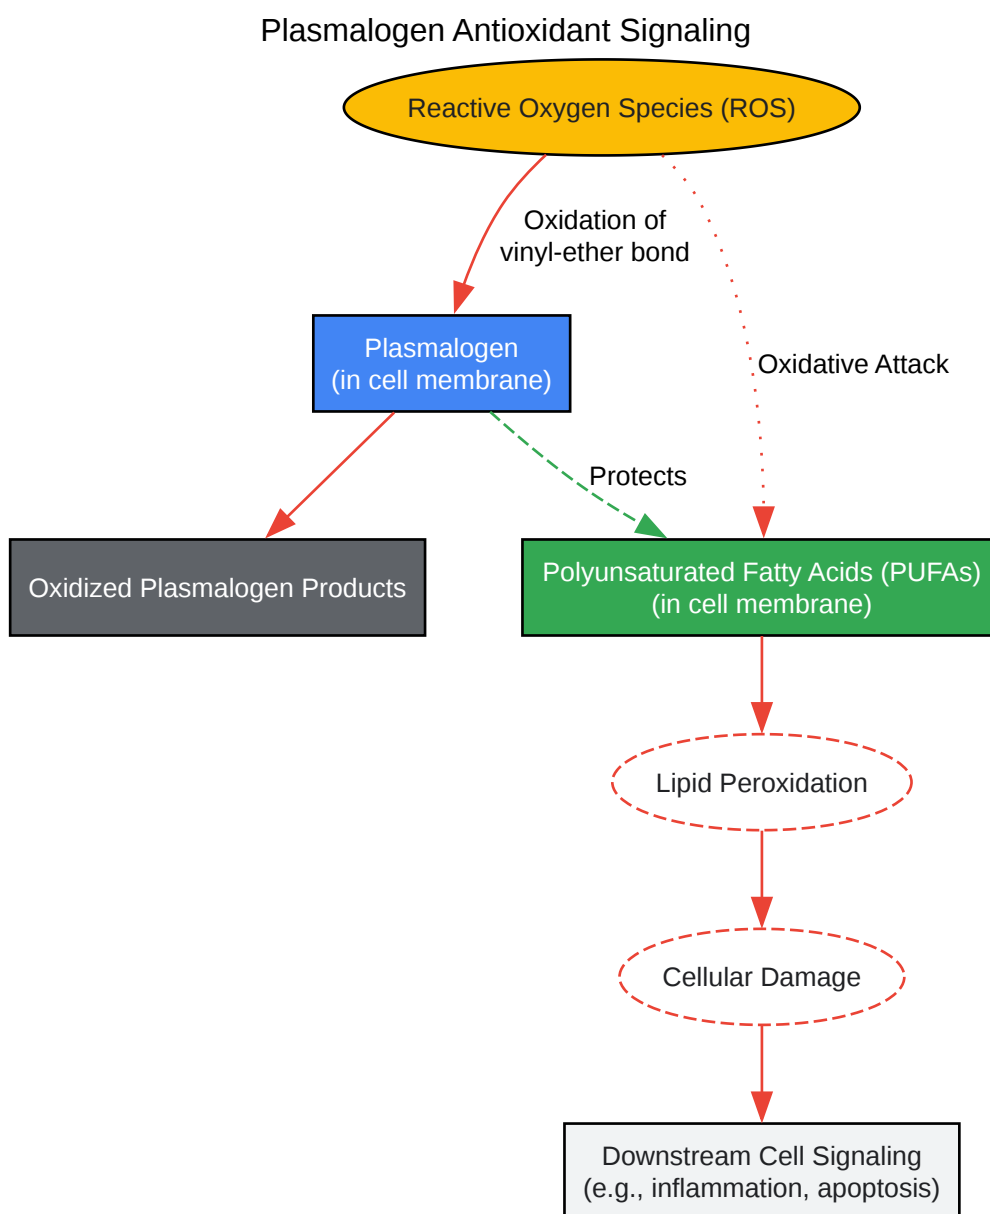 Plasmalogen Antioxidant Signaling
Reactive Oxygen Species (ROS)
Oxidation of
vinyl-ether bond
Plasmalogen
(in cell membrane)
Oxidative Attack
Protects
Oxidized Plasmalogen Products
Polyunsaturated Fatty Acids (PUFAs)
(in cell membrane)
Lipid Peroxidation
Cellular Damage
Downstream Cell Signaling
(e.g., inflammation, apoptosis)